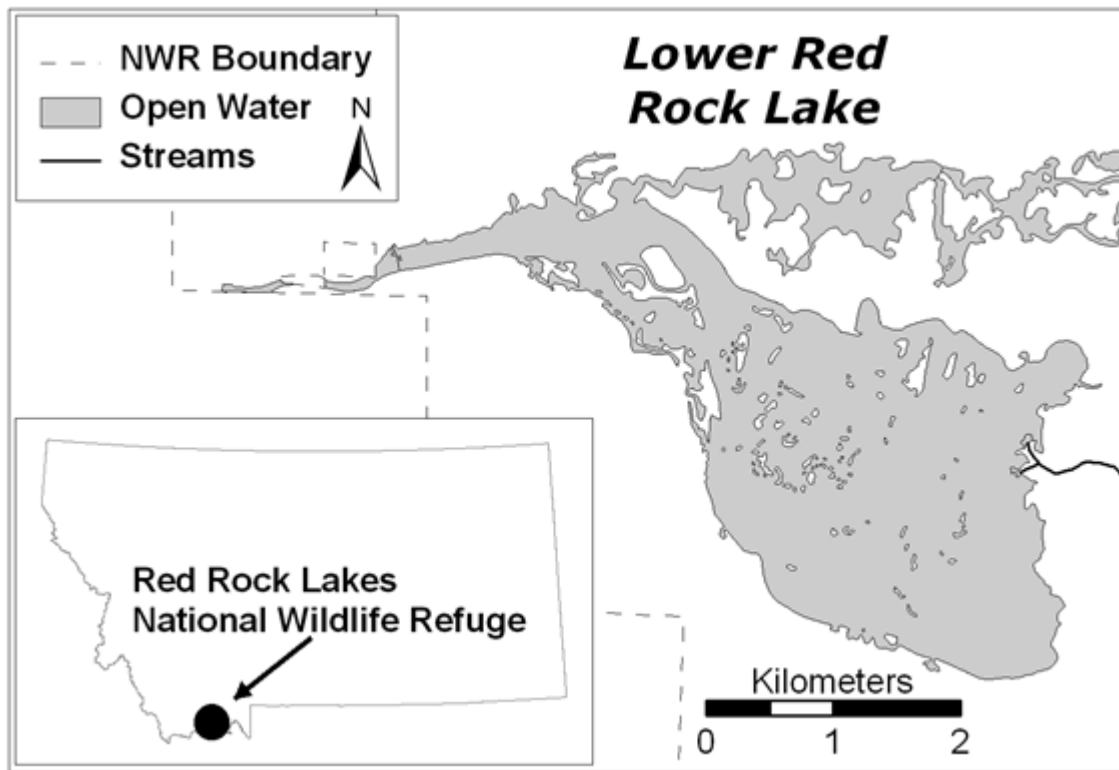 NWR Boundary
Open Water
N
Streams
Lower Red
Rock Lake
Red Rock Lakes
National Wildlife Refuge
Kilometers
0 1 2